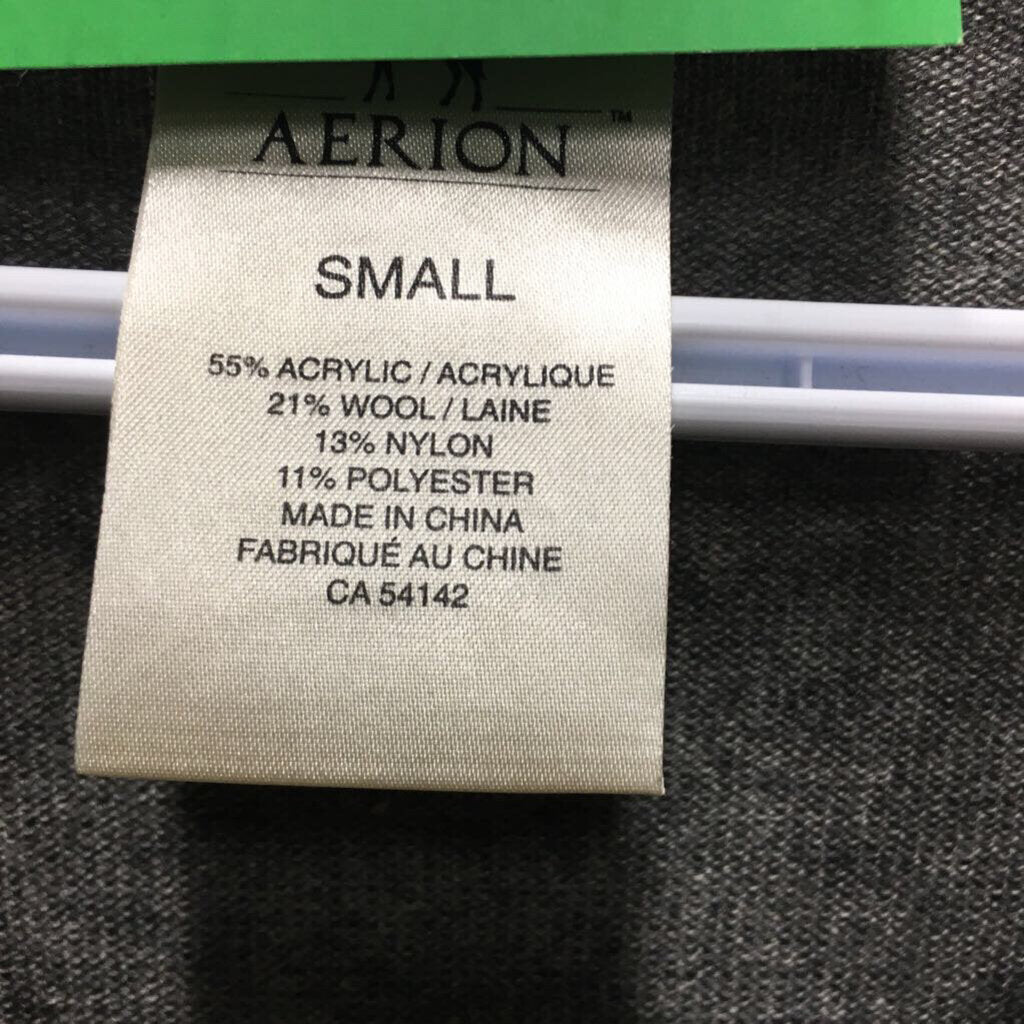 AERION™
SMALL
55% ACRYLIC / ACRYLIQUE
21% WOOL / LAINE
13% NYLON
11% POLYESTER
MADE IN CHINA
FABRIQUÉ AU CHINE
CA 54142